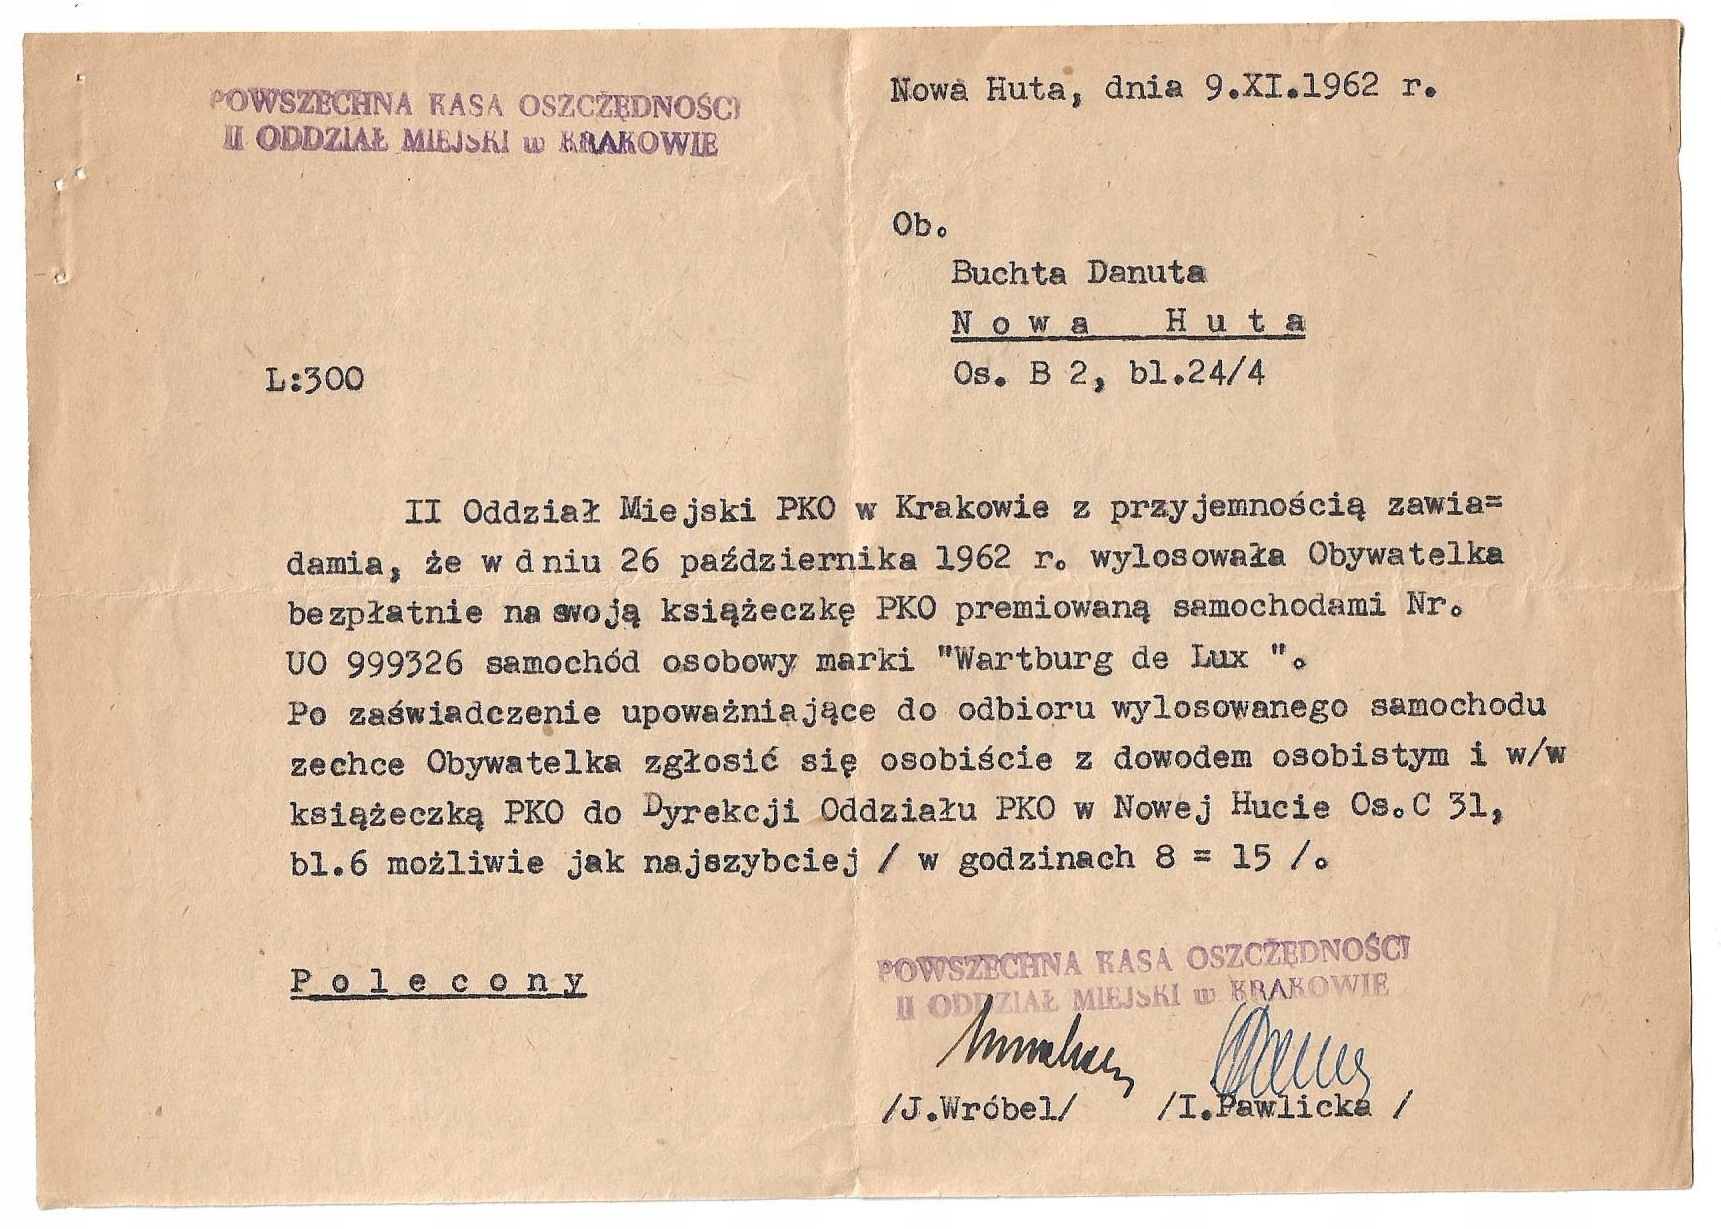 POWSZECHNA KASA OSZCZĘDNOŚCI
II ODDZIAŁ MIEJSKI w KRAKOWIE
Nowa Huta, dnia 9.XI.1962 r.
Ob.
Buchta Danuta
N o w a   H u t a
Os. B 2, bl.24/4
L:300
II Oddział Miejski PKO w Krakowie z przyjemnością zawia=
damia, że w dniu 26 października 1962 r. wylosowała Obywatelka
bezpłatnie na swoją książeczkę PKO premiowaną samochodami Nr.
UO 999326 samochód osobowy marki "Wartburg de Lux ".
Po zaświadczenie upoważniające do odbioru wylosowanego samochodu
zechce Obywatelka zgłosić się osobiście z dowodem osobistym i w/w
książeczką PKO do Dyrekcji Oddziału PKO w Nowej Hucie Os.C 31,
bl.6 możliwie jak najszybciej / w godzinach 8 = 15 /.
P o l e c o n y
POWSZECHNA KASA OSZCZĘDNOŚCI
II ODDZIAŁ MIEJSKI w KRAKOWIE
/J.Wróbel/ /I.Pawlicka /